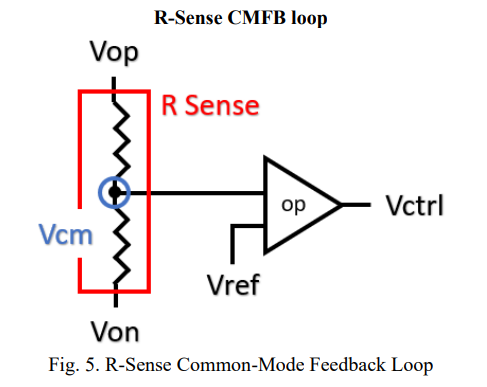 R-Sense CMFB loop
Vop
R Sense
op
Vctrl
Vcm
Vref
Von
Fig. 5. R-Sense Common-Mode Feedback Loop